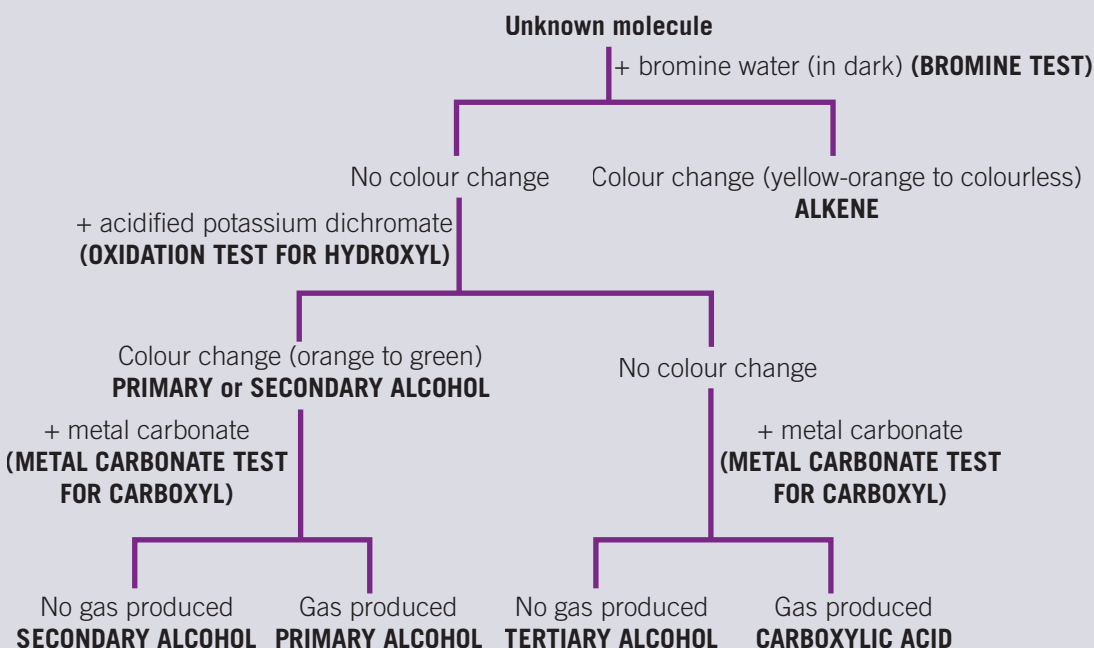 Unknown molecule
+ bromine water (in dark) (BROMINE TEST)
No colour change
Colour change (yellow-orange to colourless)
ALKENE
+ acidified potassium dichromate
(OXIDATION TEST FOR HYDROXYL)
Colour change (orange to green)
PRIMARY or SECONDARY ALCOHOL
No colour change
+ metal carbonate
(METAL CARBONATE TEST
FOR CARBOXYL)
+ metal carbonate
(METAL CARBONATE TEST
FOR CARBOXYL)
No gas produced
SECONDARY ALCOHOL
Gas produced
PRIMARY ALCOHOL
No gas produced
TERTIARY ALCOHOL
Gas produced
CARBOXYLIC ACID